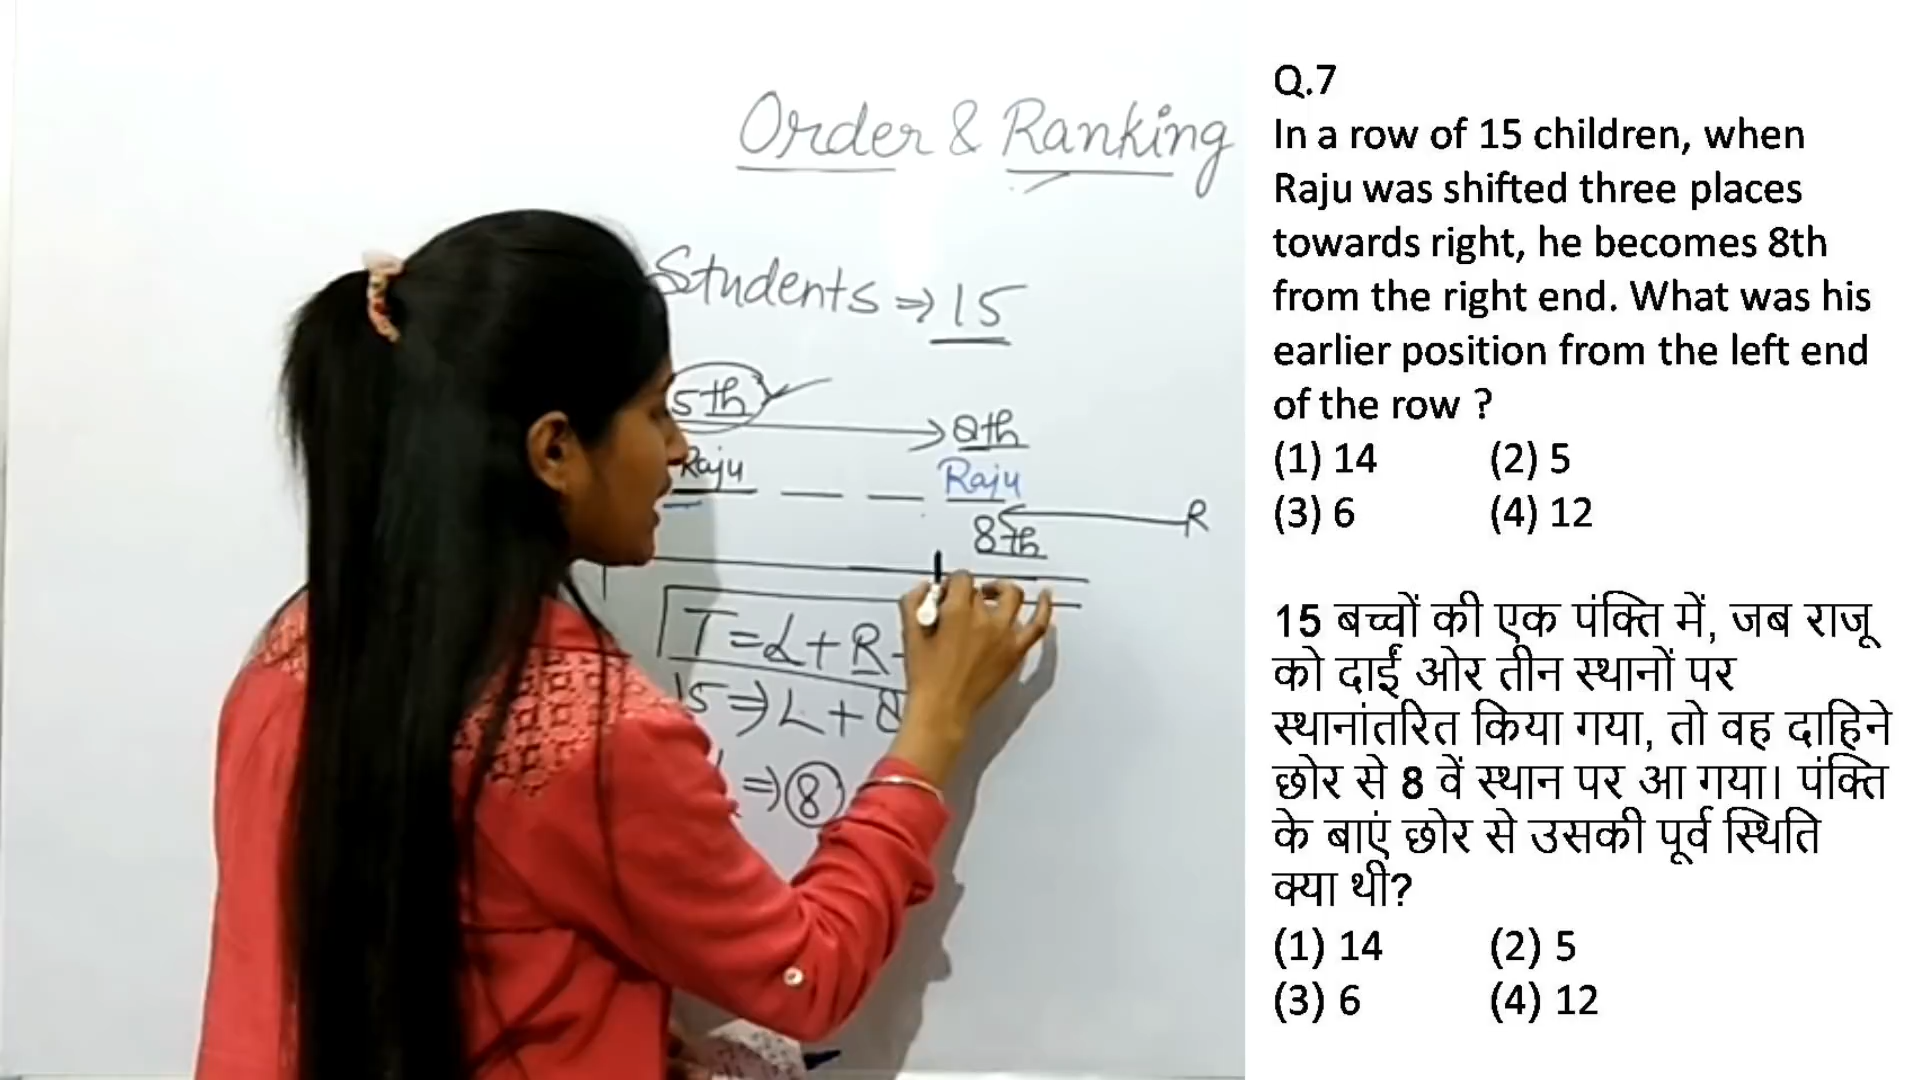 Order & Ranking
Students ⇒ 15
5th
8th
Raju
Raju
8th
R
T = L + R -
15 ⇒ L + 8
⇒ 8
Q.7
In a row of 15 children, when
Raju was shifted three places
towards right, he becomes 8th
from the right end. What was his
earlier position from the left end
of the row ?
(1) 14 (2) 5
(3) 6 (4) 12
15 बच्चों की एक पंक्ति में, जब राजू
को दाईं ओर तीन स्थानों पर
स्थानांतरित किया गया, तो वह दाहिने
छोर से 8 वें स्थान पर आ गया। पंक्ति
के बाएं छोर से उसकी पूर्व स्थिति
क्या थी?
(1) 14 (2) 5
(3) 6 (4) 12